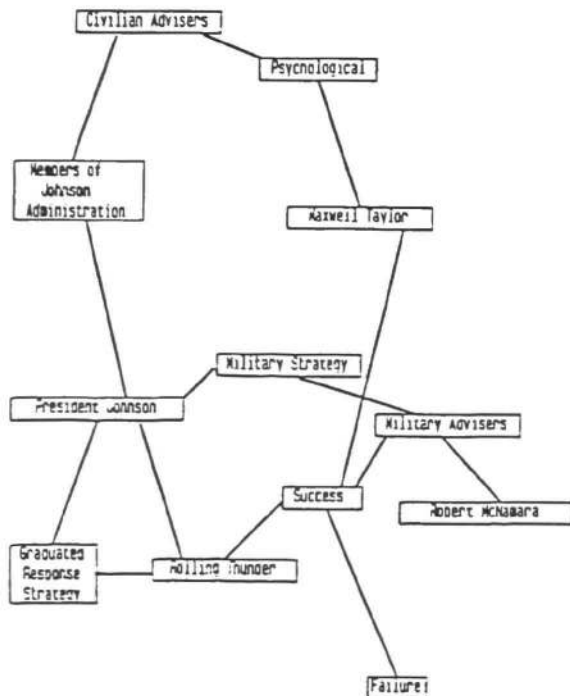 Civilian Advisers
Psychological
Members of
Johnson
Administration
Maxwell Taylor
Military Strategy
President Johnson
Military Advisers
Success
Robert McNamara
Graduated
Response
Strategy
Rolling Thunder
Failure